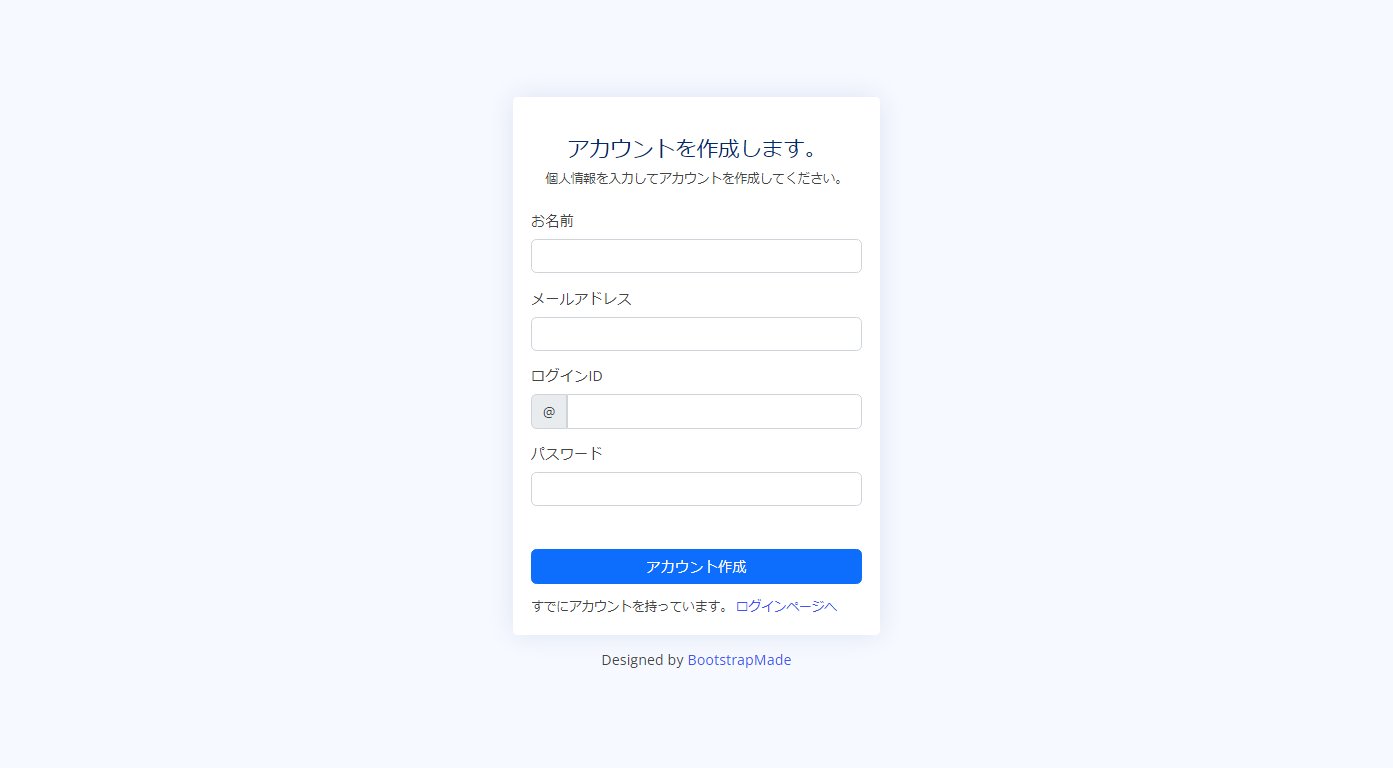 アカウントを作成します。
個人情報を入力してアカウントを作成してください。
お名前
メールアドレス
ログインID
@
パスワード
アカウント作成
すでにアカウントを持っています。 ログインページへ
Designed by BootstrapMade